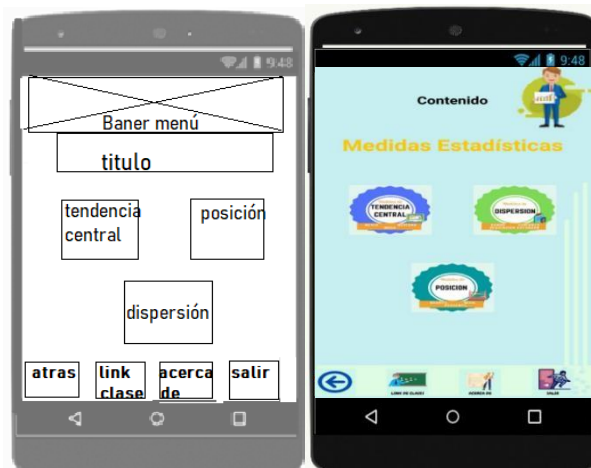 9:48
Baner menú
titulo
tendencia
central
posición
dispersión
atras
link
clase
acerca
de
salir
9:48
Contenido
Medidas Estadísticas
TENDENCIA
CENTRAL
DISPERSION
POSICION
LINK DE CLASES
ACERCA DE
SALIR